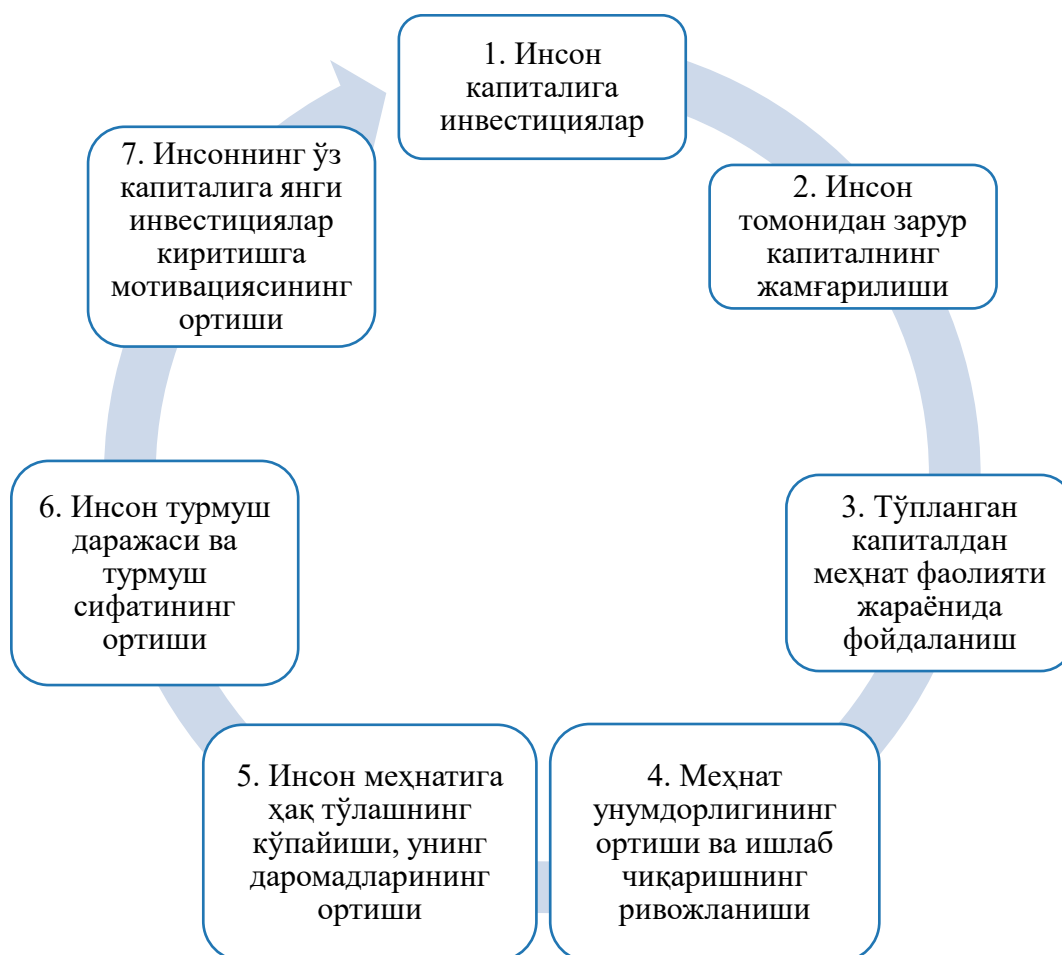 1. Инсон
капиталига
инвестициялар
2. Инсон
томонидан зарур
капиталнинг
жамғарилиши
3. Тўпланган
капиталдан
меҳнат фаолияти
жараёнида
фойдаланиш
4. Меҳнат
унумдорлигининг
ортиши ва ишлаб
чиқаришнинг
ривожланиши
5. Инсон меҳнатига
ҳақ тўлашнинг
кўпайиши, унинг
даромадларининг
ортиши
6. Инсон турмуш
даражаси ва
турмуш
сифатининг
ортиши
7. Инсоннинг ўз
капиталига янги
инвестициялар
киритишга
мотивациясининг
ортиши